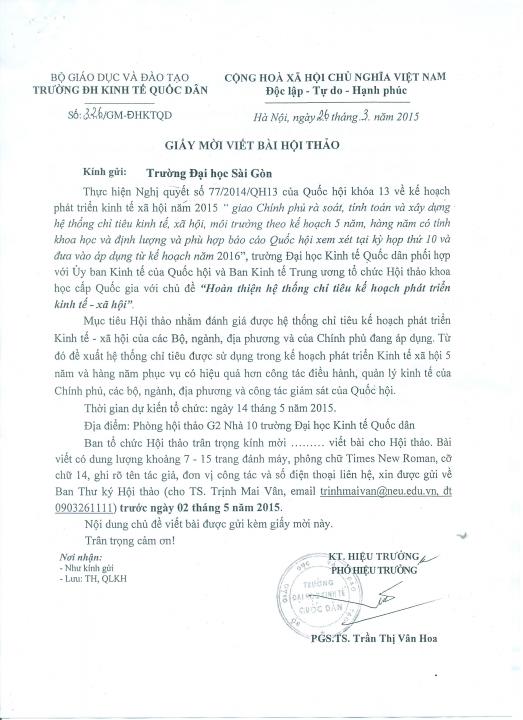 BỘ GIÁO DỤC VÀ ĐÀO TẠO
TRƯỜNG ĐH KINH TẾ QUỐC DÂN
CỘNG HOÀ XÃ HỘI CHỦ NGHĨA VIỆT NAM
Độc lập - Tự do - Hạnh phúc
Số: 326/GM-ĐHKTQD
Hà Nội, ngày 26 tháng .3. năm 2015
GIẤY MỜI VIẾT BÀI HỘI THẢO
Kính gửi: Trường Đại học Sài Gòn
Thực hiện Nghị quyết số 77/2014/QH13 của Quốc hội khóa 13 về kế hoạch
phát triển kinh tế xã hội năm 2015 " giao Chính phủ rà soát, tính toán và xây dựng
hệ thống chỉ tiêu kinh tế, xã hội, môi trường theo kế hoạch 5 năm, hàng năm có tính
khoa học và định lượng và phù hợp báo cáo Quốc hội xem xét tại kỳ họp thứ 10 và
đưa vào áp dụng từ kế hoạch năm 2016", trường Đại học Kinh tế Quốc dân phối hợp
với Ủy ban Kinh tế của Quốc hội và Ban Kinh tế Trung ương tổ chức Hội thảo khoa
học cấp Quốc gia với chủ đề "Hoàn thiện hệ thống chỉ tiêu kế hoạch phát triển
kinh tế - xã hội".
Mục tiêu Hội thảo nhằm đánh giá được hệ thống chỉ tiêu kế hoạch phát triển
Kinh tế - xã hội của các Bộ, ngành, địa phương và của Chính phủ đang áp dụng. Từ
đó đề xuất hệ thống chỉ tiêu được sử dụng trong kế hoạch phát triển Kinh tế xã hội 5
năm và hàng năm phục vụ có hiệu quả hơn công tác điều hành, quản lý kinh tế của
Chính phủ, các bộ, ngành, địa phương và công tác giám sát của Quốc hội.
Thời gian dự kiến tổ chức: ngày 14 tháng 5 năm 2015.
Địa điểm: Phòng hội thảo G2 Nhà 10 trường Đại học Kinh tế Quốc dân
Ban tổ chức Hội thảo trân trọng kính mời ……… viết bài cho Hội thảo. Bài
viết có dung lượng khoảng 7 - 15 trang đánh máy, phông chữ Times New Roman, cỡ
chữ 14, ghi rõ tên tác giả, đơn vị công tác và số điện thoại liên hệ, xin được gửi về
Ban Thư ký Hội thảo (cho TS. Trịnh Mai Vân, email trinhmaivan@neu.edu.vn, đt
0903261111) trước ngày 02 tháng 5 năm 2015.
Nội dung chủ đề viết bài được gửi kèm giấy mời này.
Trân trọng cảm ơn!
Nơi nhận:
- Như kính gửi
- Lưu: TH, QLKH
KT. HIỆU TRƯỞNG
PHÓ HIỆU TRƯỞNG
TRƯỜNG
ĐẠI HỌC KINH TẾ
QUỐC DÂN
PGS.TS. Trần Thị Vân Hoa